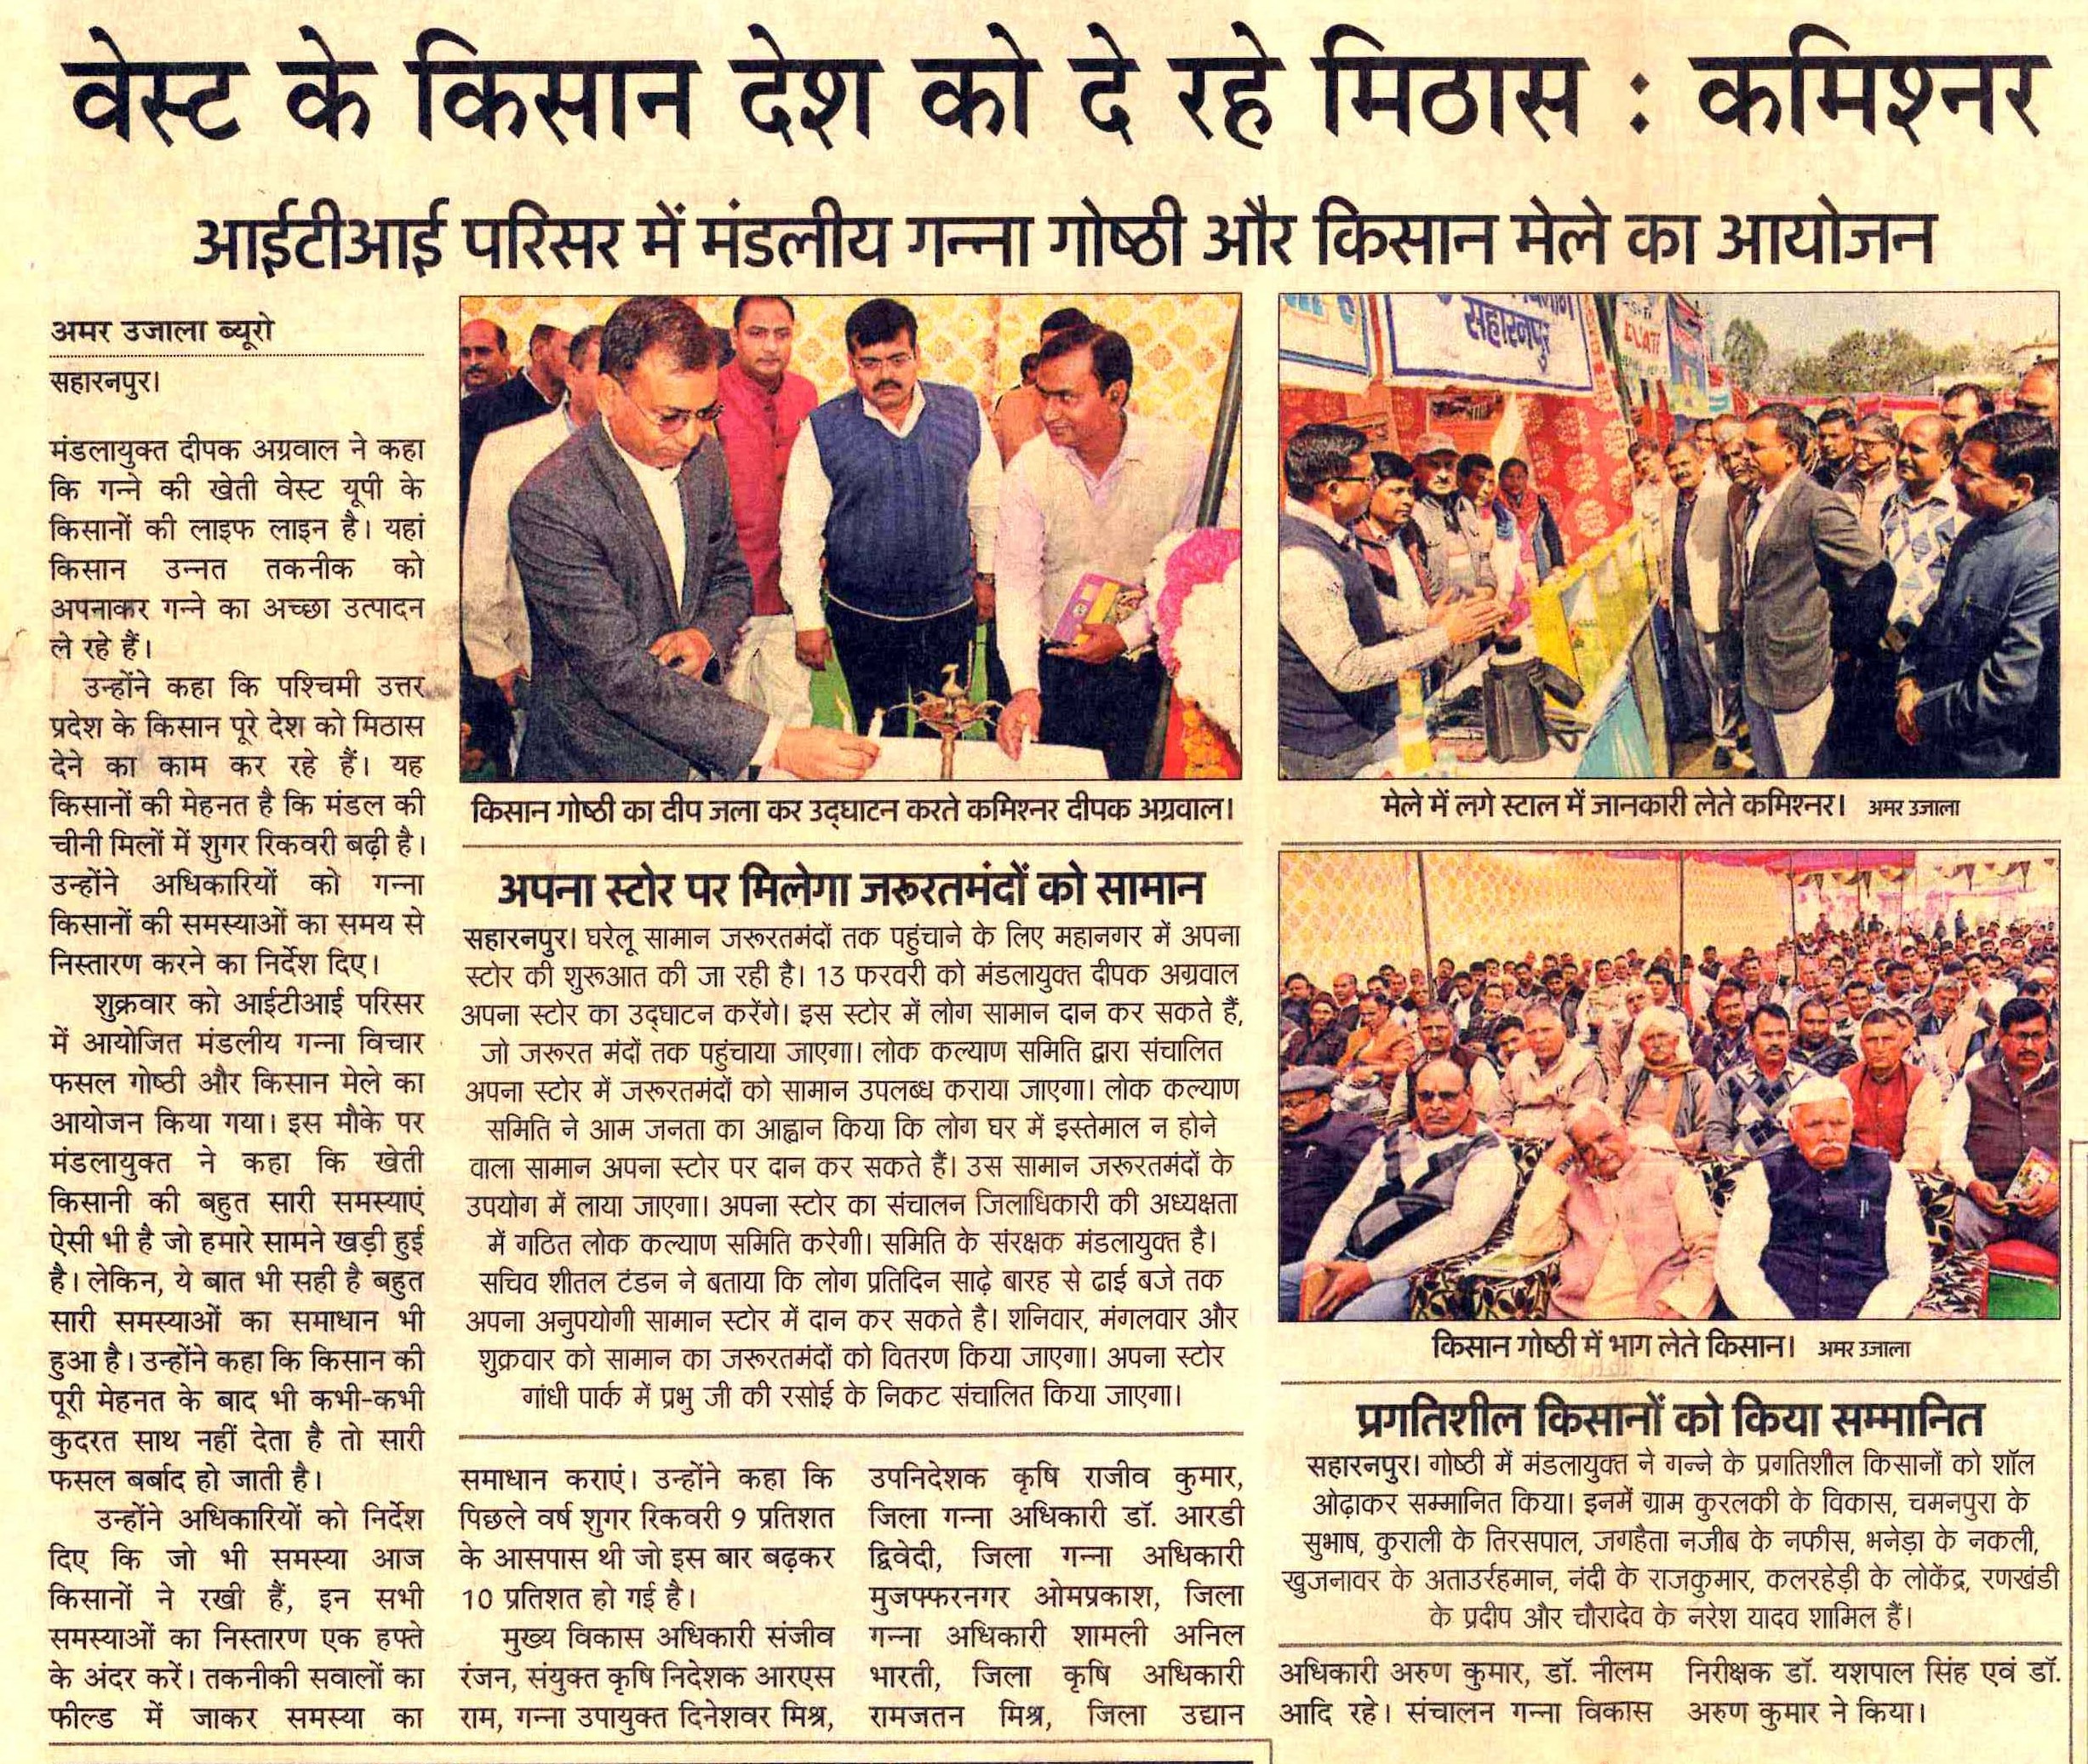 वेस्ट के किसान देश को दे रहे मिठास : कमिश्नर
आईटीआई परिसर में मंडलीय गन्ना गोष्ठी और किसान मेले का आयोजन
अमर उजाला ब्यूरो
सहारनपुर।
मंडलायुक्त दीपक अग्रवाल ने कहा
कि गन्ने की खेती वेस्ट यूपी के
किसानों की लाइफ लाइन है। यहां
किसान उन्नत तकनीक को
अपनाकर गन्ने का अच्छा उत्पादन
ले रहे हैं।
उन्होंने कहा कि पश्चिमी उत्तर
प्रदेश के किसान पूरे देश को मिठास
देने का काम कर रहे हैं। यह
किसानों की मेहनत है कि मंडल की
चीनी मिलों में शुगर रिकवरी बढ़ी है।
उन्होंने अधिकारियों को गन्ना
किसानों की समस्याओं का समय से
निस्तारण करने का निर्देश दिए।
शुक्रवार को आईटीआई परिसर
में आयोजित मंडलीय गन्ना विचार
फसल गोष्ठी और किसान मेले का
आयोजन किया गया। इस मौके पर
मंडलायुक्त ने कहा कि खेती
किसानी की बहुत सारी समस्याएं
ऐसी भी है जो हमारे सामने खड़ी हुई
है। लेकिन, ये बात भी सही है बहुत
सारी समस्याओं का समाधान भी
हुआ है। उन्होंने कहा कि किसान की
पूरी मेहनत के बाद भी कभी-कभी
कुदरत साथ नहीं देता है तो सारी
फसल बर्बाद हो जाती है।
उन्होंने अधिकारियों को निर्देश
दिए कि जो भी समस्या आज
किसानों ने रखी हैं, इन सभी
समस्याओं का निस्तारण एक हफ्ते
के अंदर करें। तकनीकी सवालों का
फील्ड में जाकर समस्या का
समाधान कराएं। उन्होंने कहा कि
पिछले वर्ष शुगर रिकवरी 9 प्रतिशत
के आसपास थी जो इस बार बढ़कर
10 प्रतिशत हो गई है।
मुख्य विकास अधिकारी संजीव
रंजन, संयुक्त कृषि निदेशक आरएस
राम, गन्ना उपायुक्त दिनेशवर मिश्र,
उपनिदेशक कृषि राजीव कुमार,
जिला गन्ना अधिकारी डॉ. आरडी
द्विवेदी, जिला गन्ना अधिकारी
मुजफ्फरनगर ओमप्रकाश, जिला
गन्ना अधिकारी शामली अनिल
भारती, जिला कृषि अधिकारी
रामजतन मिश्र, जिला उद्यान
अधिकारी अरुण कुमार, डॉ. नीलम
आदि रहे। संचालन गन्ना विकास
निरीक्षक डॉ. यशपाल सिंह एवं डॉ.
अरुण कुमार ने किया।
किसान गोष्ठी का दीप जला कर उद्घाटन करते कमिश्नर दीपक अग्रवाल।
सहारनपुर
मेले में लगे स्टाल में जानकारी लेते कमिश्नर। अमर उजाला
अपना स्टोर पर मिलेगा जरूरतमंदों को सामान
सहारनपुर। घरेलू सामान जरूरतमंदों तक पहुंचाने के लिए महानगर में अपना
स्टोर की शुरूआत की जा रही है। 13 फरवरी को मंडलायुक्त दीपक अग्रवाल
अपना स्टोर का उद्घाटन करेंगे। इस स्टोर में लोग सामान दान कर सकते हैं,
जो जरूरत मंदों तक पहुंचाया जाएगा। लोक कल्याण समिति द्वारा संचालित
अपना स्टोर में जरूरतमंदों को सामान उपलब्ध कराया जाएगा। लोक कल्याण
समिति ने आम जनता का आह्वान किया कि लोग घर में इस्तेमाल न होने
वाला सामान अपना स्टोर पर दान कर सकते हैं। उस सामान जरूरतमंदों के
उपयोग में लाया जाएगा। अपना स्टोर का संचालन जिलाधिकारी की अध्यक्षता
में गठित लोक कल्याण समिति करेगी। समिति के संरक्षक मंडलायुक्त है।
सचिव शीतल टंडन ने बताया कि लोग प्रतिदिन साढ़े बारह से ढाई बजे तक
अपना अनुपयोगी सामान स्टोर में दान कर सकते है। शनिवार, मंगलवार और
शुक्रवार को सामान का जरूरतमंदों को वितरण किया जाएगा। अपना स्टोर
गांधी पार्क में प्रभु जी की रसोई के निकट संचालित किया जाएगा।
किसान गोष्ठी में भाग लेते किसान। अमर उजाला
प्रगतिशील किसानों को किया सम्मानित
सहारनपुर। गोष्ठी में मंडलायुक्त ने गन्ने के प्रगतिशील किसानों को शॉल
ओढ़ाकर सम्मानित किया। इनमें ग्राम कुरलकी के विकास, चमनपुरा के
सुभाष, कुराली के तिरसपाल, जगहैता नजीब के नफीस, भनेड़ा के नकली,
खुजनावर के अताउर्रहमान, नंदी के राजकुमार, कलरहेड़ी के लोकेंद्र, रणखंडी
के प्रदीप और चौरादेव के नरेश यादव शामिल हैं।